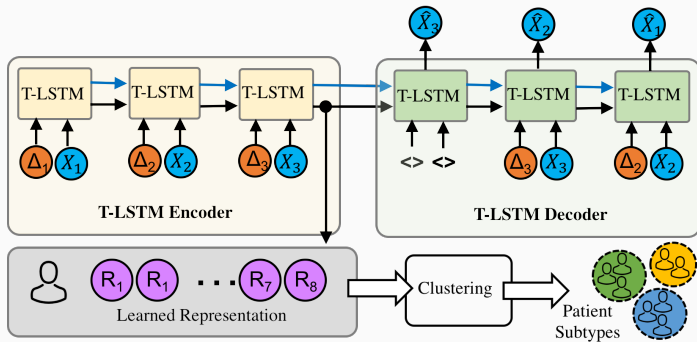 X̂₃ X̂₂ X̂₁
T-LSTM T-LSTM T-LSTM T-LSTM T-LSTM T-LSTM
Δ₁ X₁ Δ₂ X₂ Δ₃ X₃ <> <> Δ₃ X₃ Δ₂ X₂
T-LSTM Encoder T-LSTM Decoder
R₁ R₁ ... R₇ R₈
Learned Representation
Clustering
Patient
Subtypes